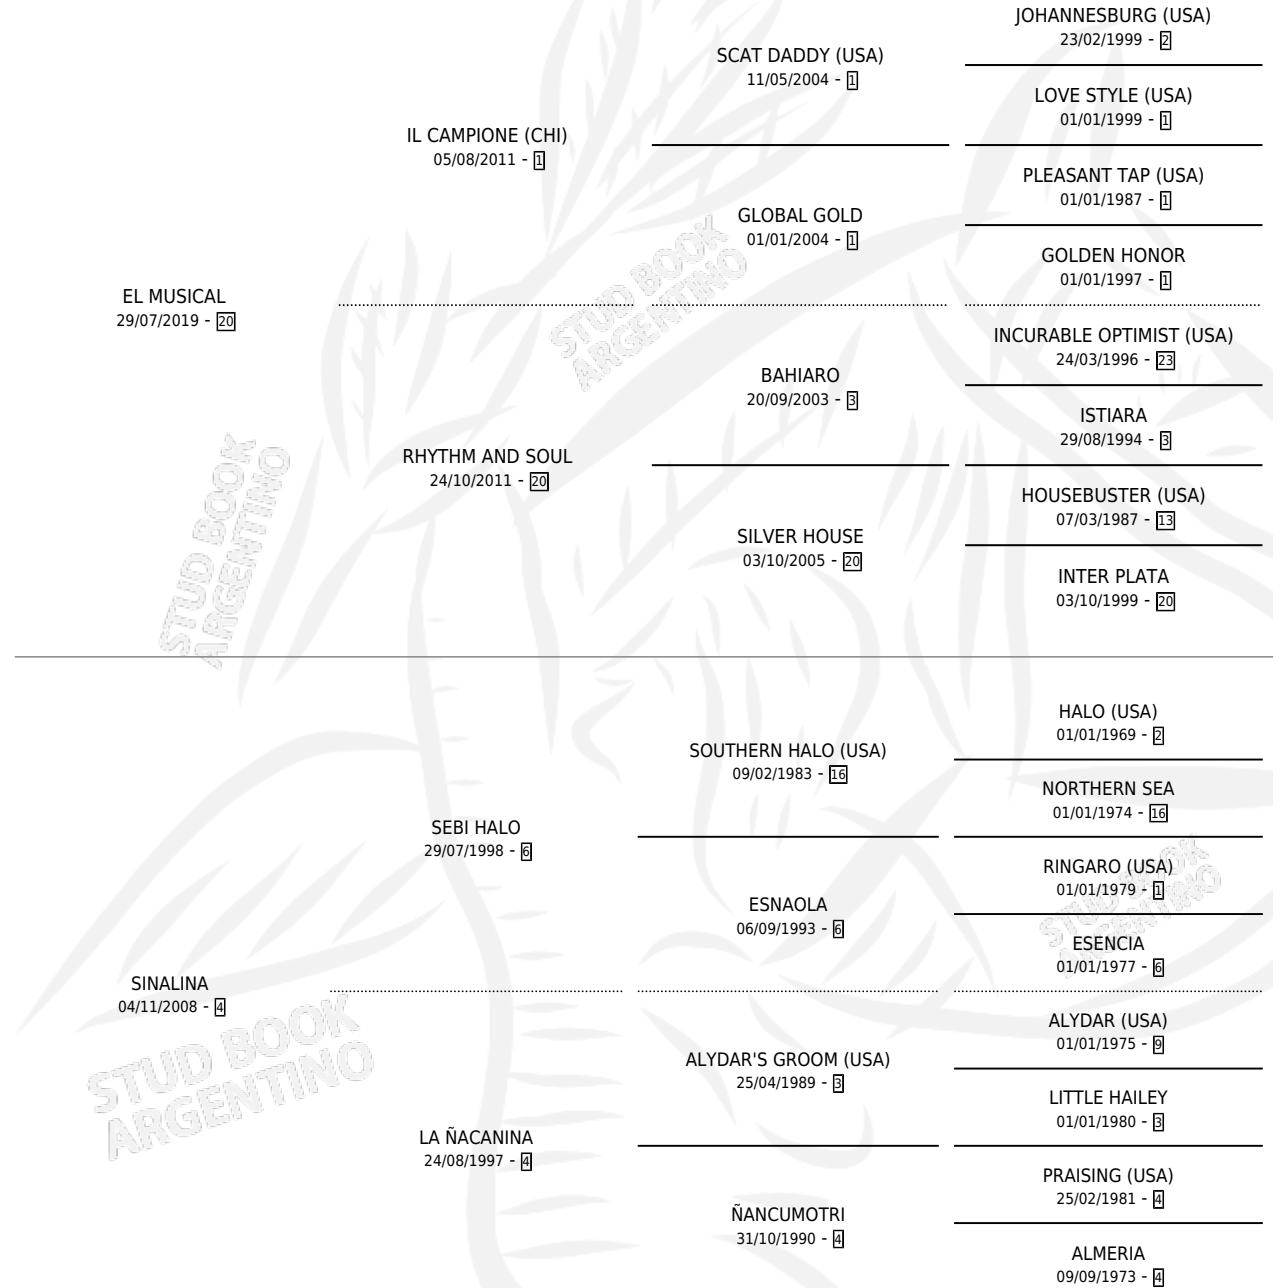 JOHANNESBURG (USA)
23/02/1999 - 2
SCAT DADDY (USA)
11/05/2004 - 1
LOVE STYLE (USA)
01/01/1999 - 1
IL CAMPIONE (CHI)
05/08/2011 - 1
PLEASANT TAP (USA)
01/01/1987 - 1
GLOBAL GOLD
01/01/2004 - 1
GOLDEN HONOR
01/01/1997 - 1
EL MUSICAL
29/07/2019 - 20
INCURABLE OPTIMIST (USA)
24/03/1996 - 23
BAHIARO
20/09/2003 - 3
ISTIARA
29/08/1994 - 3
RHYTHM AND SOUL
24/10/2011 - 20
HOUSEBUSTER (USA)
07/03/1987 - 13
SILVER HOUSE
03/10/2005 - 20
INTER PLATA
03/10/1999 - 20
HALO (USA)
01/01/1969 - 2
SOUTHERN HALO (USA)
09/02/1983 - 16
NORTHERN SEA
01/01/1974 - 16
SEBI HALO
29/07/1998 - 6
RINGARO (USA)
01/01/1979 - 1
ESNAOLA
06/09/1993 - 6
ESENCIA
01/01/1977 - 6
SINALINA
04/11/2008 - 4
ALYDAR (USA)
01/01/1975 - 9
ALYDAR'S GROOM (USA)
25/04/1989 - 3
LITTLE HAILEY
01/01/1980 - 3
LA ÑACANINA
24/08/1997 - 4
PRAISING (USA)
25/02/1981 - 4
ÑANCUMOTRI
31/10/1990 - 4
ALMERIA
09/09/1973 - 4
STUD BOOK
ARGENTINO
STUD BOOK
ARGENTINO
STUD BOOK
ARGENTINO
STUD BOOK
ARGENTINO